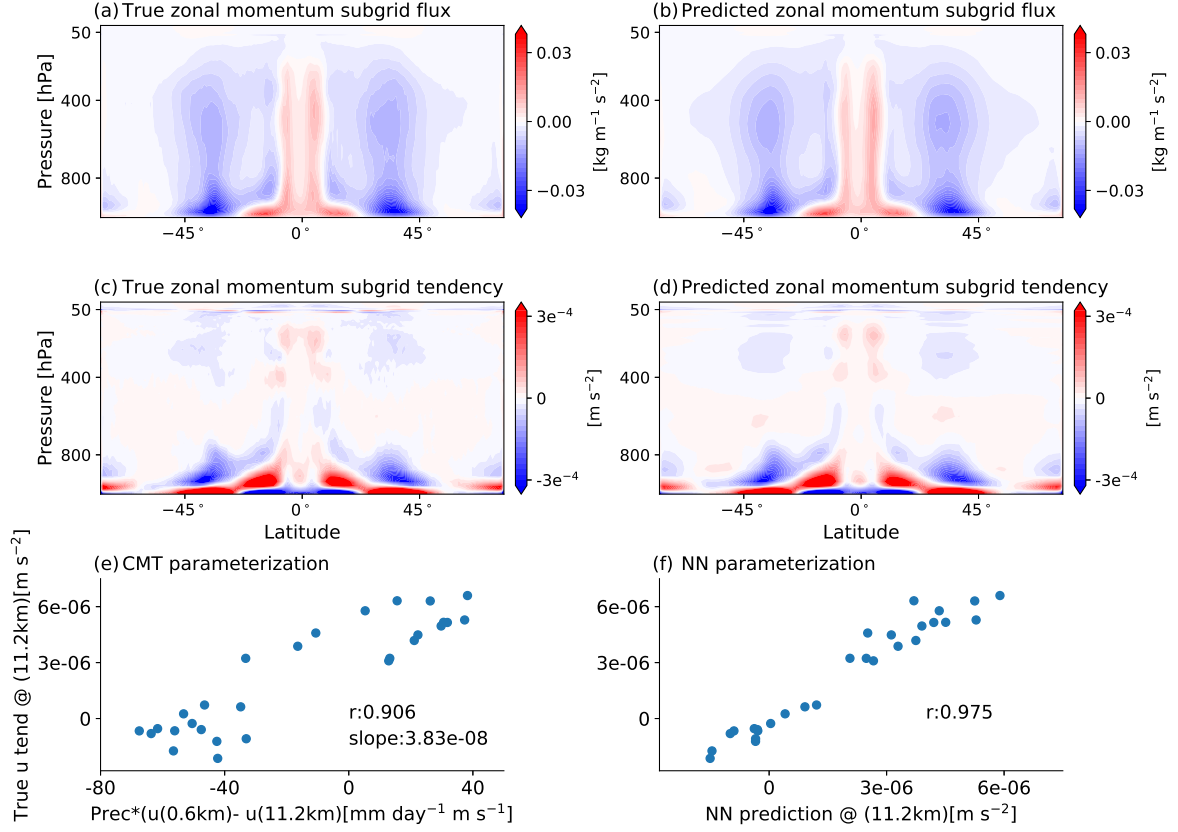 (a) True zonal momentum subgrid flux
(b) Predicted zonal momentum subgrid flux
50
400
800
Pressure [hPa]
−45°
0°
45°
0.03
0.00
−0.03
[kg m⁻¹ s⁻²]
−45°
0°
45°
0.03
0.00
−0.03
[kg m⁻¹ s⁻²]
(c) True zonal momentum subgrid tendency
(d) Predicted zonal momentum subgrid tendency
50
400
800
Pressure [hPa]
−45°
0°
45°
Latitude
3e⁻⁴
0
-3e⁻⁴
[m s⁻²]
50
400
800
−45°
0°
45°
Latitude
3e⁻⁴
0
-3e⁻⁴
[m s⁻²]
(e) CMT parameterization
(f) NN parameterization
True u tend @ (11.2km)[m s⁻²]
6e-06
3e-06
0
r:0.906
slope:3.83e-08
-80
-40
0
40
Prec*(u(0.6km)- u(11.2km)[mm day⁻¹ m s⁻¹]
6e-06
3e-06
0
r:0.975
0
3e-06
6e-06
NN prediction @ (11.2km)[m s⁻²]